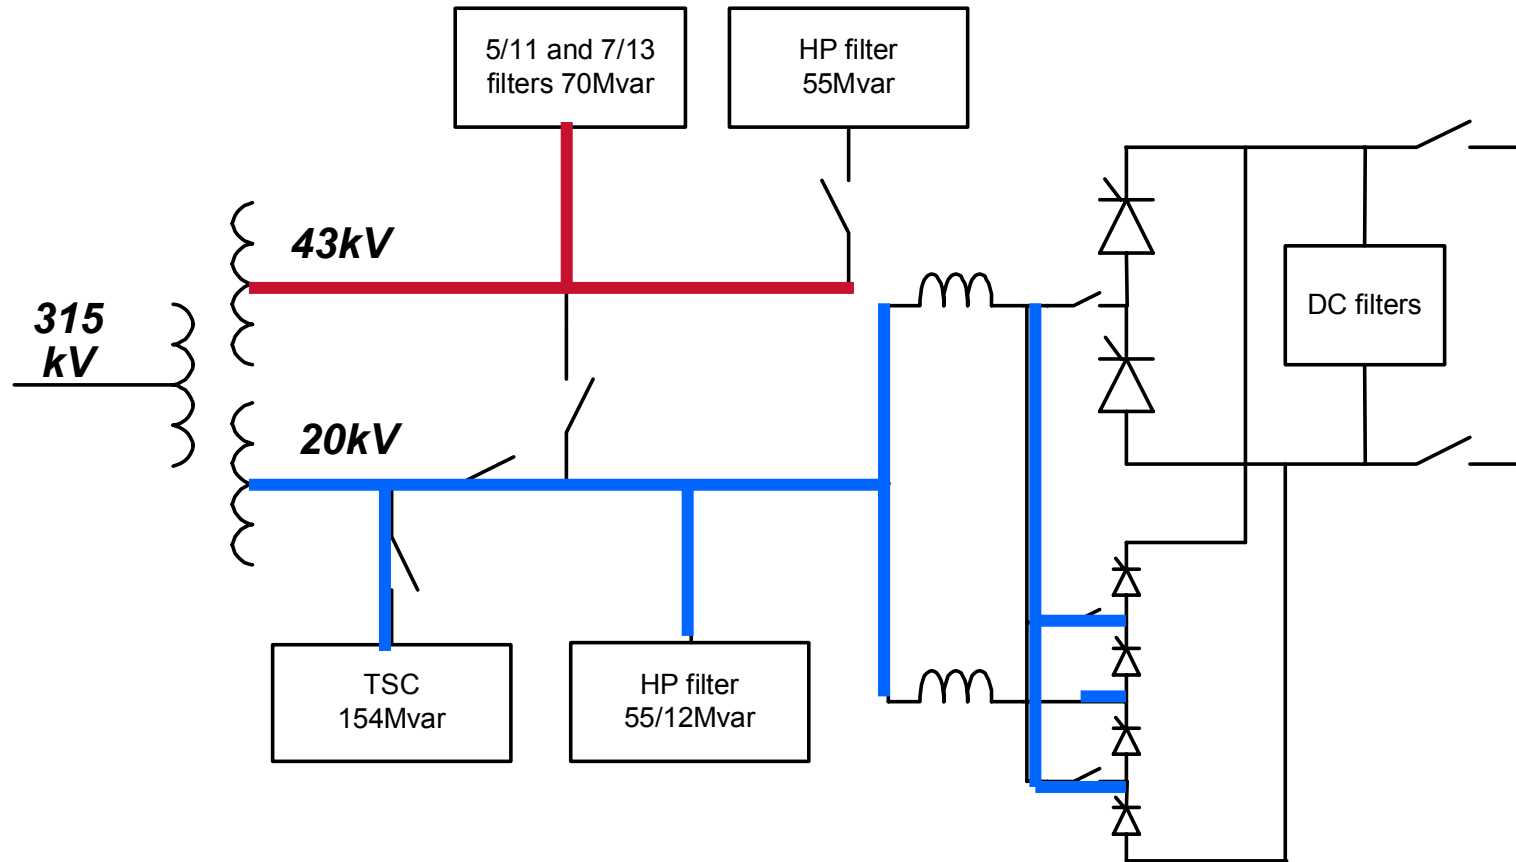 5/11 and 7/13
filters 70Mvar
HP filter
55Mvar
43kV
315
kV
DC filters
20kV
TSC
154Mvar
HP filter
55/12Mvar